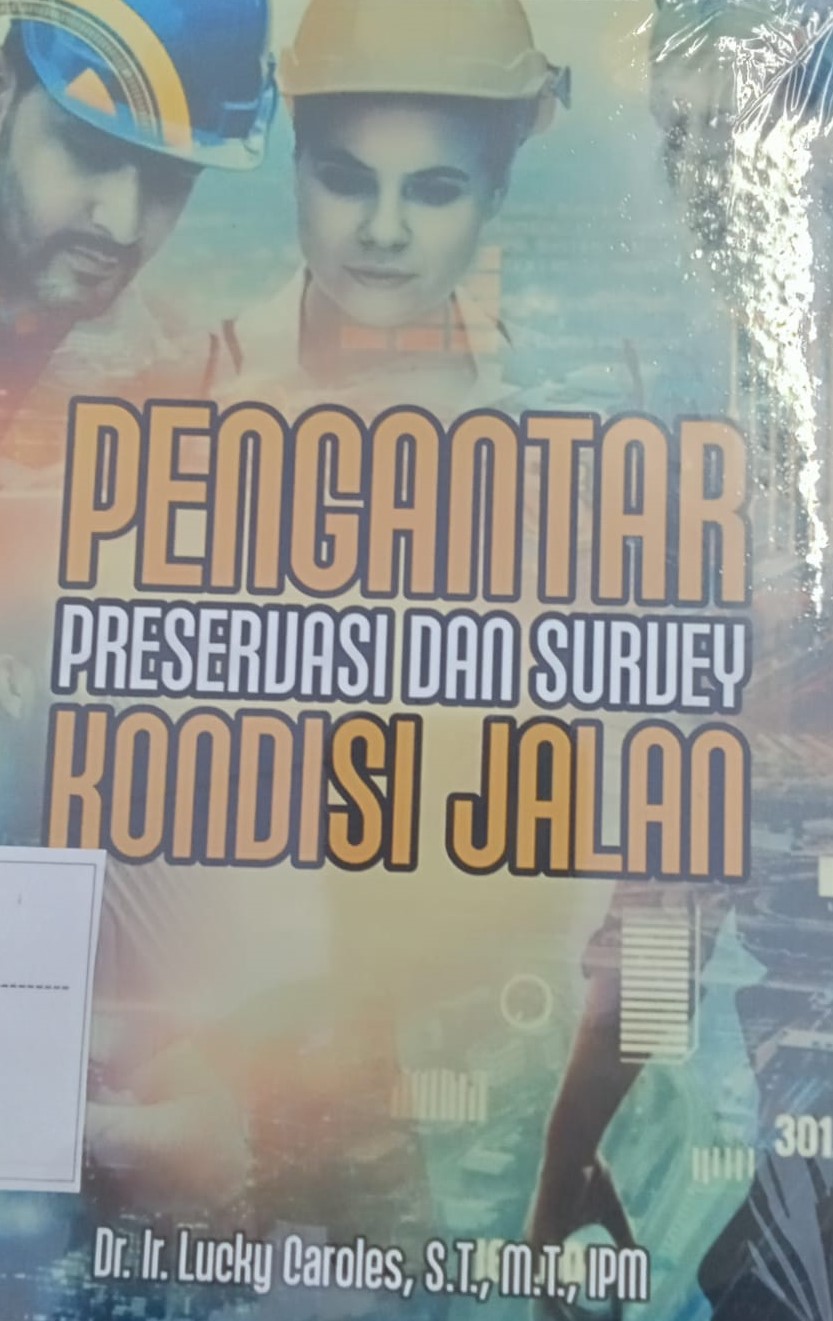 PENGANTAR
PRESERVASI DAN SURVEY
KONDISI JALAN
301
Dr. Ir. Lucky Caroles, S.T., M.T., IPM